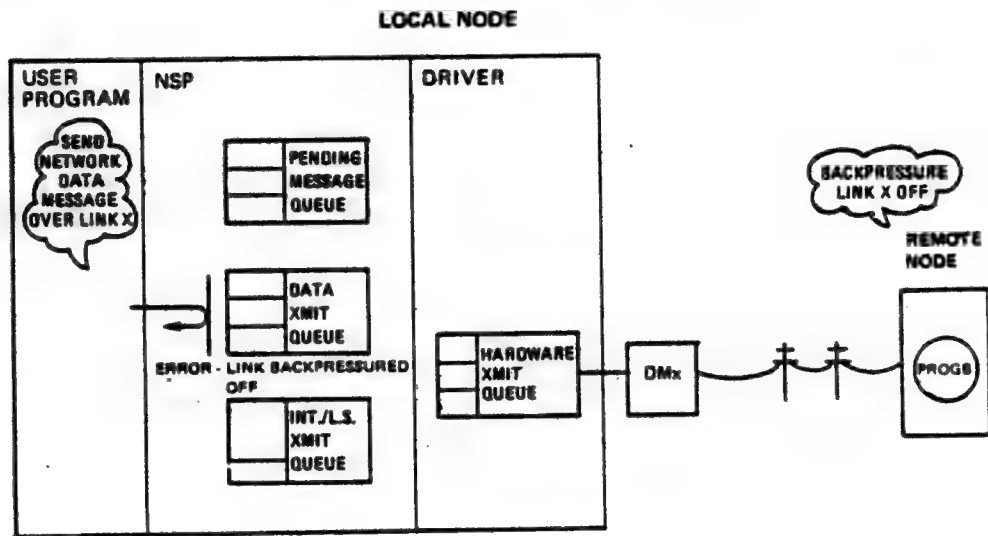 LOCAL NODE
USER
PROGRAM
NSP
DRIVER
SEND
NETWORK
DATA
MESSAGE
OVER LINK X
PENDING
MESSAGE
QUEUE
BACKPRESSURE
LINK X OFF
REMOTE
NODE
DATA
XMIT
QUEUE
ERROR - LINK BACKPRESSURED
OFF
HARDWARE
XMIT
QUEUE
DMx
PROGB
INT./L.S.
XMIT
QUEUE